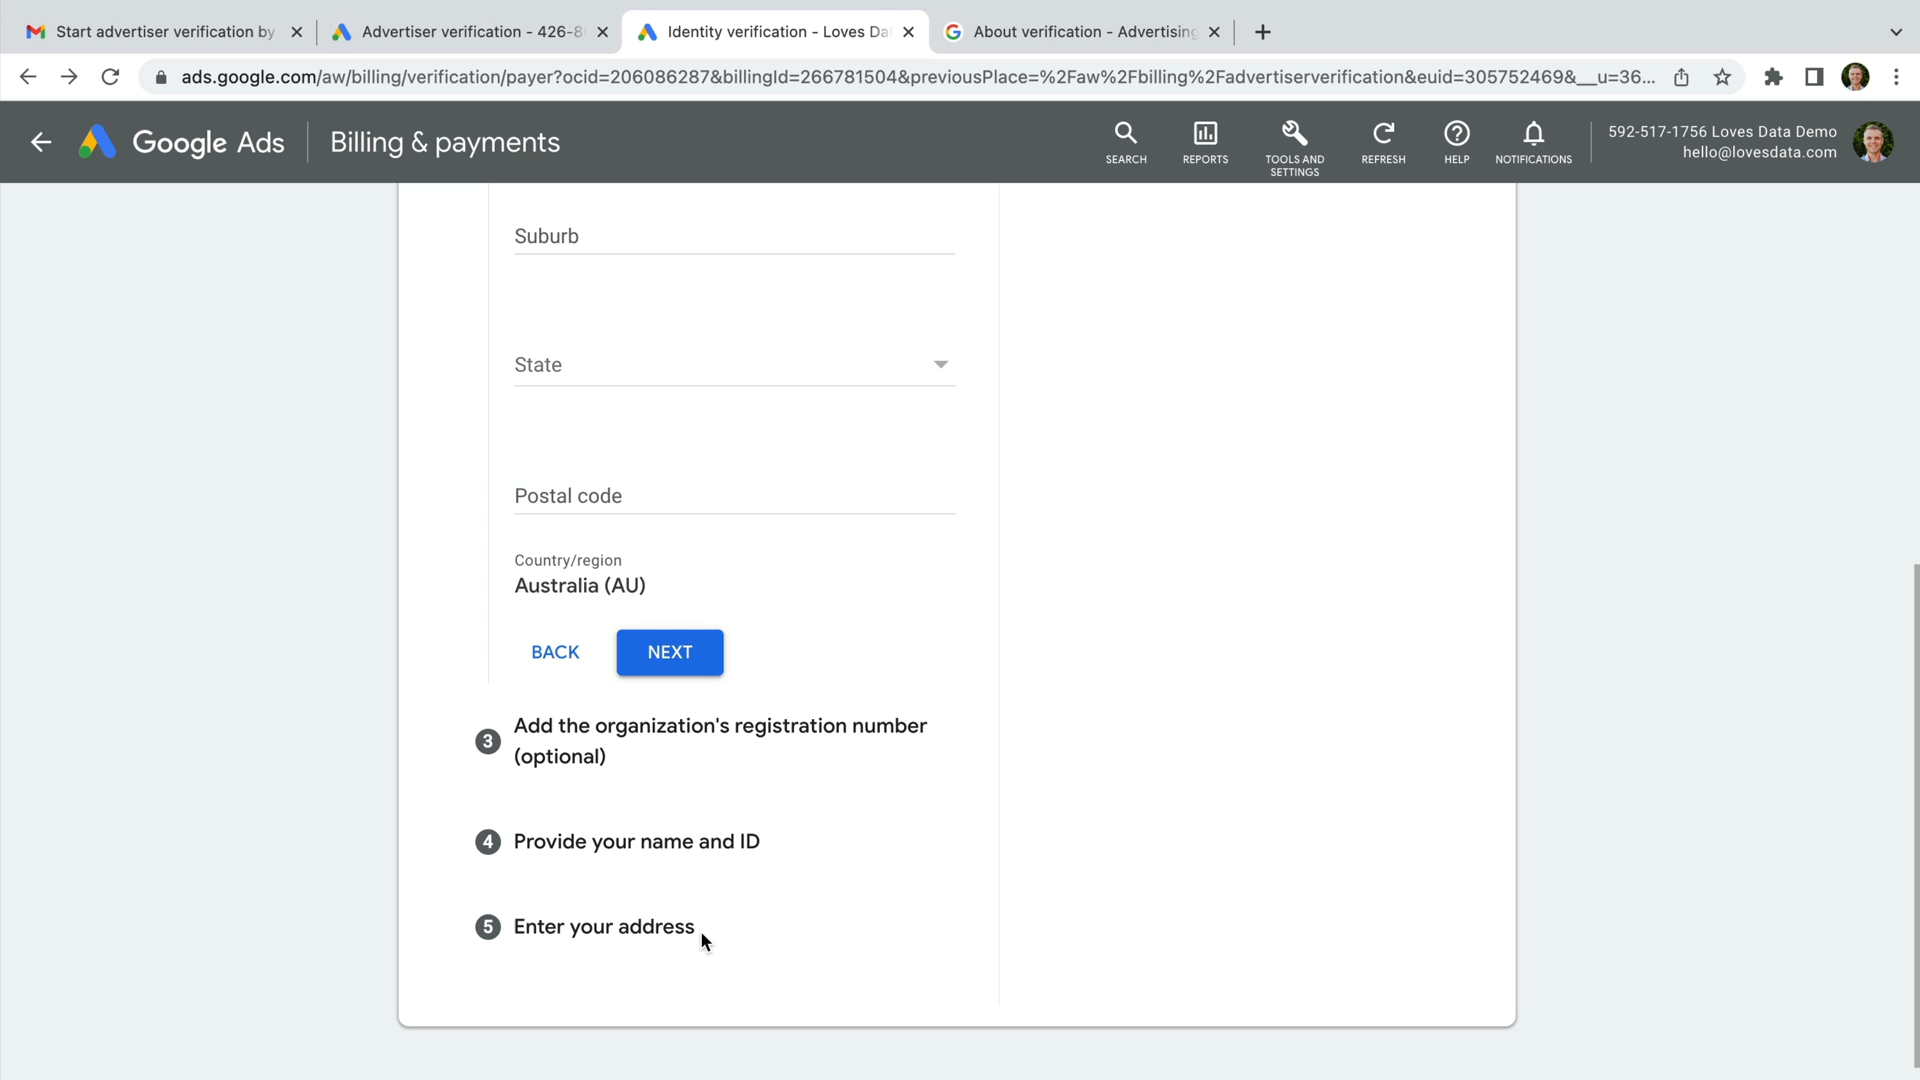 Start advertiser verification by
Advertiser verification - 426-8
Identity verification - Loves Da
About verification - Advertising
ads.google.com/aw/billing/verification/payer?ocid=206086287&billingId=266781504&previousPlace=%2Faw%2Fbilling%2Fadvertiserverification&euid=305752469&__u=36...
Google Ads
Billing & payments
SEARCH
REPORTS
TOOLS AND
SETTINGS
REFRESH
HELP
NOTIFICATIONS
592-517-1756 Loves Data Demo
hello@lovesdata.com
Suburb
State
Postal code
Country/region
Australia (AU)
BACK
NEXT
3
Add the organization's registration number
(optional)
4
Provide your name and ID
5
Enter your address